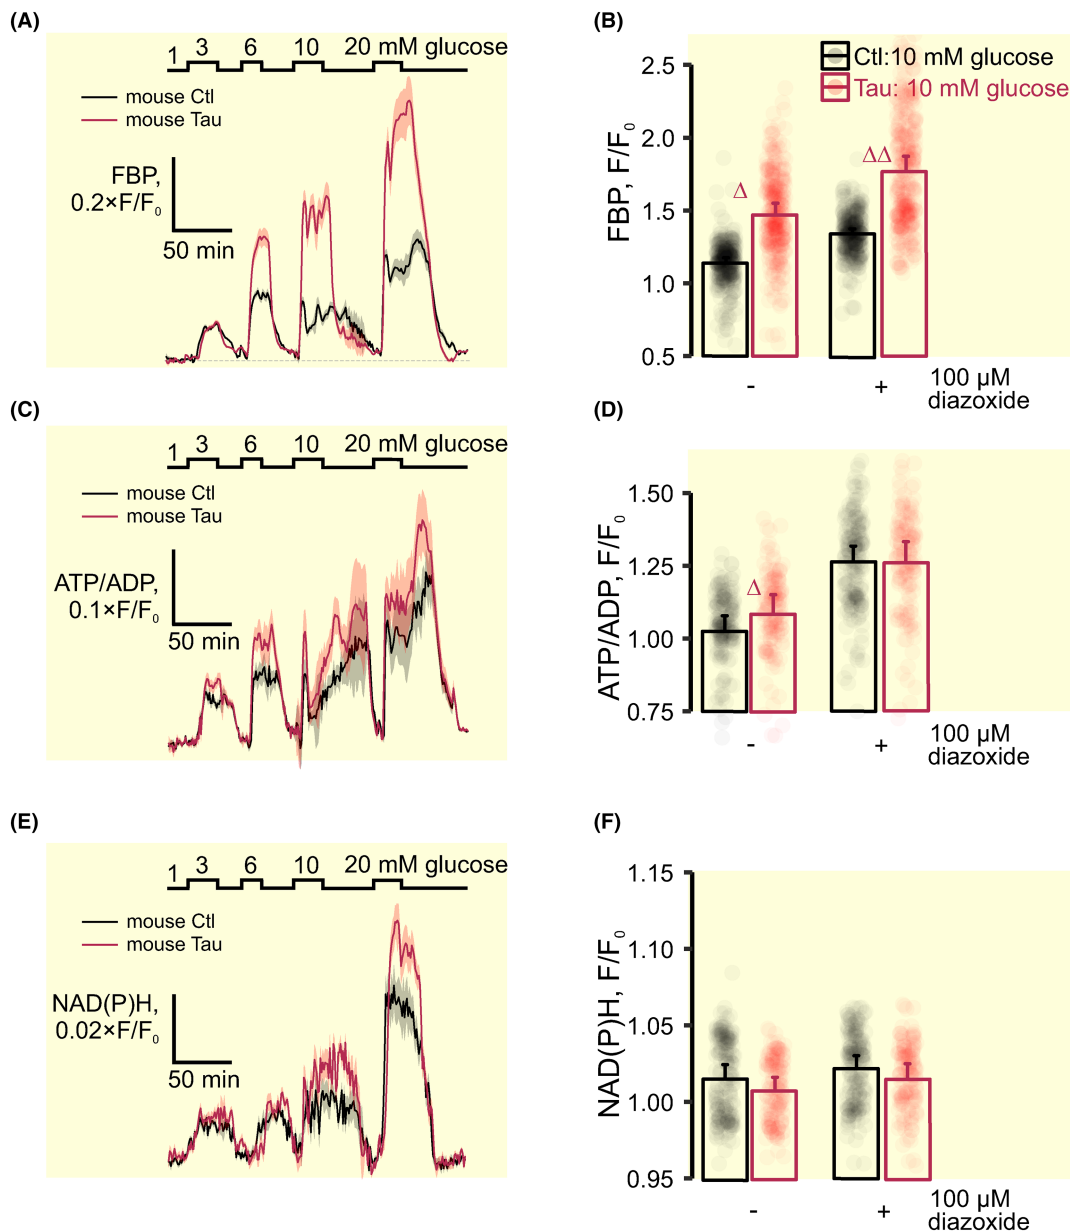 (A)
1 3 6 10 20 mM glucose
mouse Ctl
mouse Tau
FBP,
0.2×F/F₀
50 min
(B)
Ctl:10 mM glucose
Tau: 10 mM glucose
FBP, F/F₀
2.5
2.0
1.5
1.0
0.5
Δ
ΔΔ
- +
100 µM
diazoxide
(C)
1 3 6 10 20 mM glucose
mouse Ctl
mouse Tau
ATP/ADP,
0.1×F/F₀
50 min
(D)
ATP/ADP, F/F₀
1.50
1.25
1.00
0.75
Δ
- +
100 µM
diazoxide
(E)
1 3 6 10 20 mM glucose
mouse Ctl
mouse Tau
NAD(P)H,
0.02×F/F₀
50 min
(F)
NAD(P)H, F/F₀
1.15
1.10
1.05
1.00
0.95
- +
100 µM
diazoxide